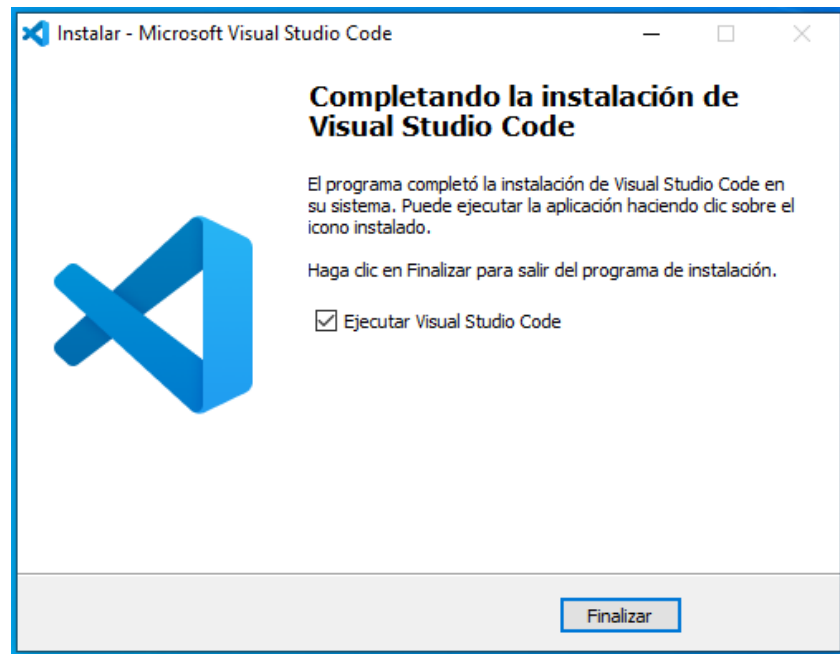 Instalar - Microsoft Visual Studio Code
Completando la instalación de
Visual Studio Code
El programa completó la instalación de Visual Studio Code en
su sistema. Puede ejecutar la aplicación haciendo clic sobre el
icono instalado.
Haga clic en Finalizar para salir del programa de instalación.
Ejecutar Visual Studio Code
Finalizar